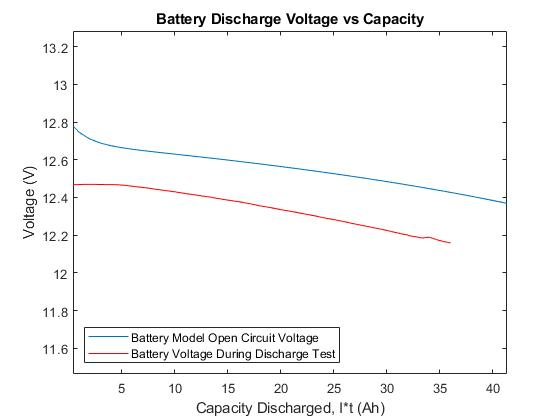 Battery Discharge Voltage vs Capacity
13.2
13
12.8
12.6
12.4
12.2
12
11.8
11.6
Voltage (V)
Battery Model Open Circuit Voltage
Battery Voltage During Discharge Test
5 10 15 20 25 30 35 40
Capacity Discharged, I*t (Ah)